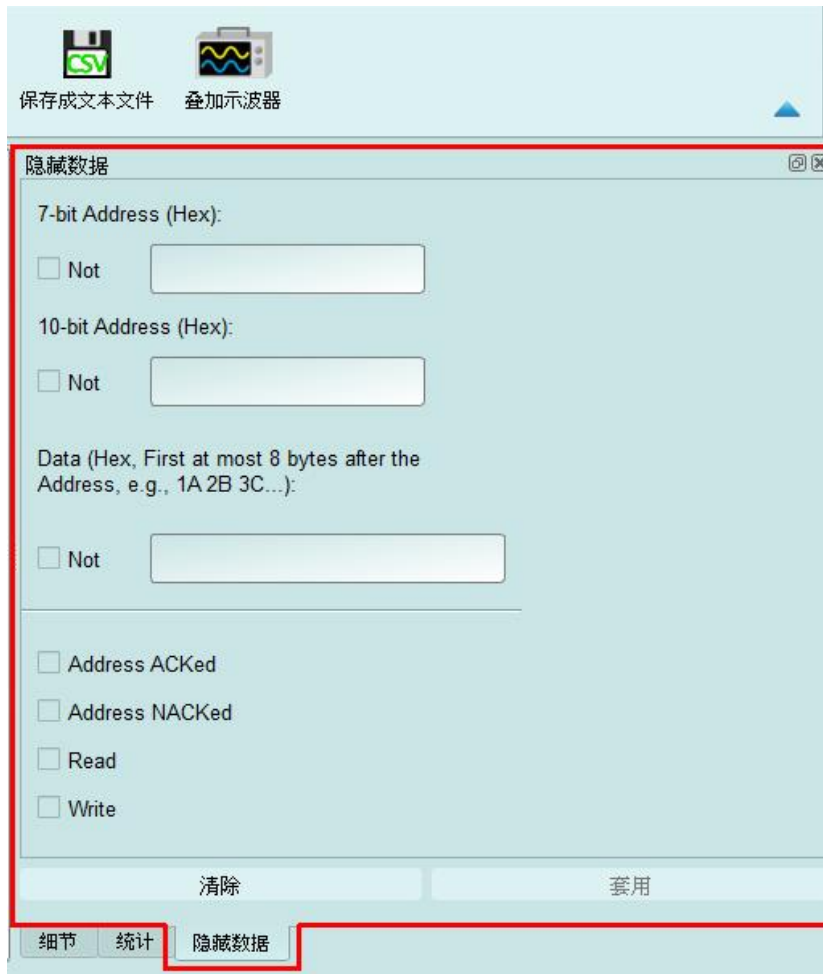 CSV
保存成文本文件
叠加示波器
隐藏数据
7-bit Address (Hex):
Not
10-bit Address (Hex):
Not
Data (Hex, First at most 8 bytes after the
Address, e.g., 1A 2B 3C...):
Not
Address ACKed
Address NACKed
Read
Write
清除
套用
细节
统计
隐藏数据